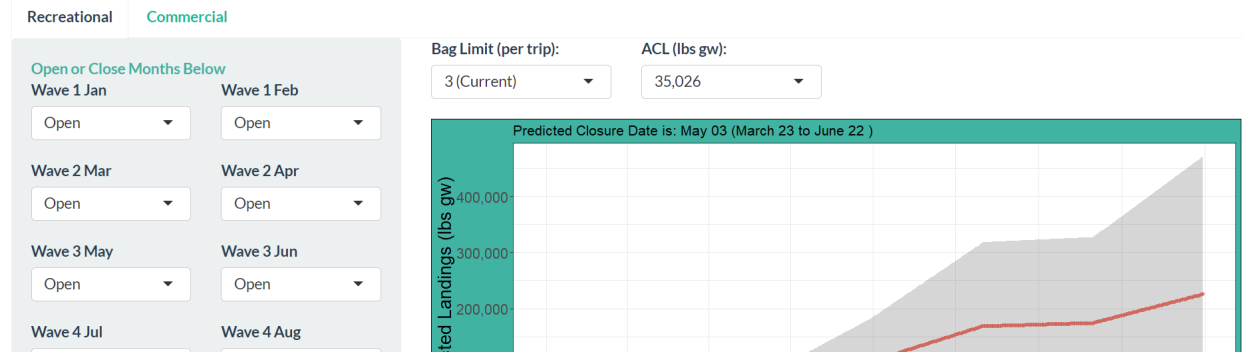 Recreational Commercial
Open or Close Months Below
Wave 1 Jan Wave 1 Feb
Open Open
Wave 2 Mar Wave 2 Apr
Open Open
Wave 3 May Wave 3 Jun
Open Open
Wave 4 Jul Wave 4 Aug
Bag Limit (per trip): ACL (lbs gw):
3 (Current) 35,026
Predicted Closure Date is: May 03 (March 23 to June 22 )
Landings (lbs gw)
400,000
300,000
200,000